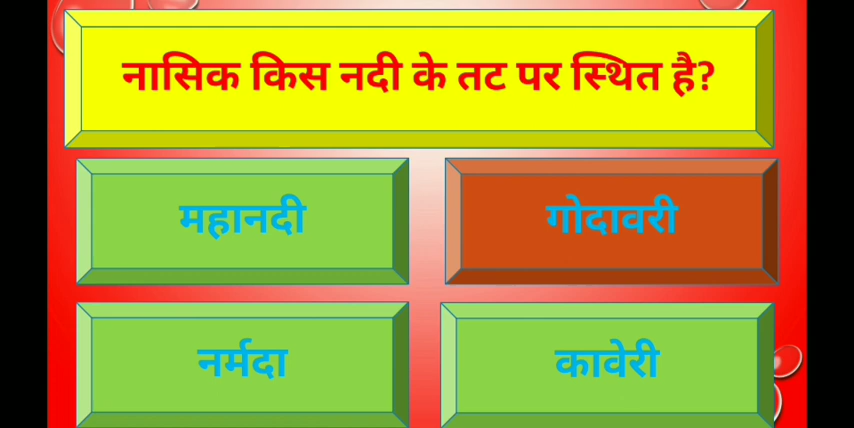 नासिक किस नदी के तट पर स्थित है?
महानदी
गोदावरी
नर्मदा
कावेरी